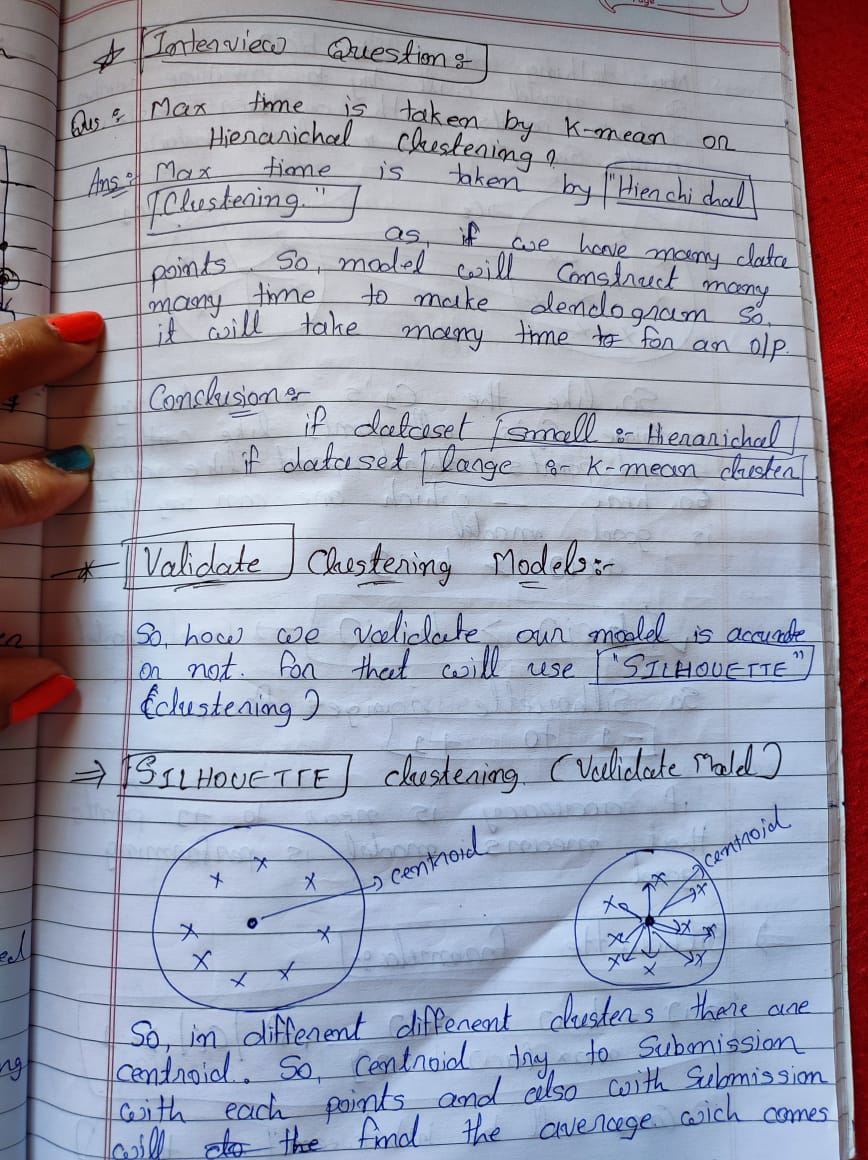 Page
☆ Interview Question :-
Qus :- Max time is taken by K-mean or
Hierarichal Clustering?
Ans :- Max time is taken by "Hierchichal
Clustering."
as, if we have many data
points. So, model will construct many
many time to make dendogram so,
it will take many time to for an o/p.
Conclusion :-
if dataset small :- Hierarichal
if dataset large :- K-mean cluster
* Validate Clustering Models :-
So, how we validate our model is accurate
or not. for that will use "SILHOUETTE"
(clustering)
⇒ SILHOUETTE clustering. (Validate Model)
centroid
centroid
So, in different different clusters there are
centroid. So, centroid try to Submission
with each points and also with Submission
will do the find the average wich comes